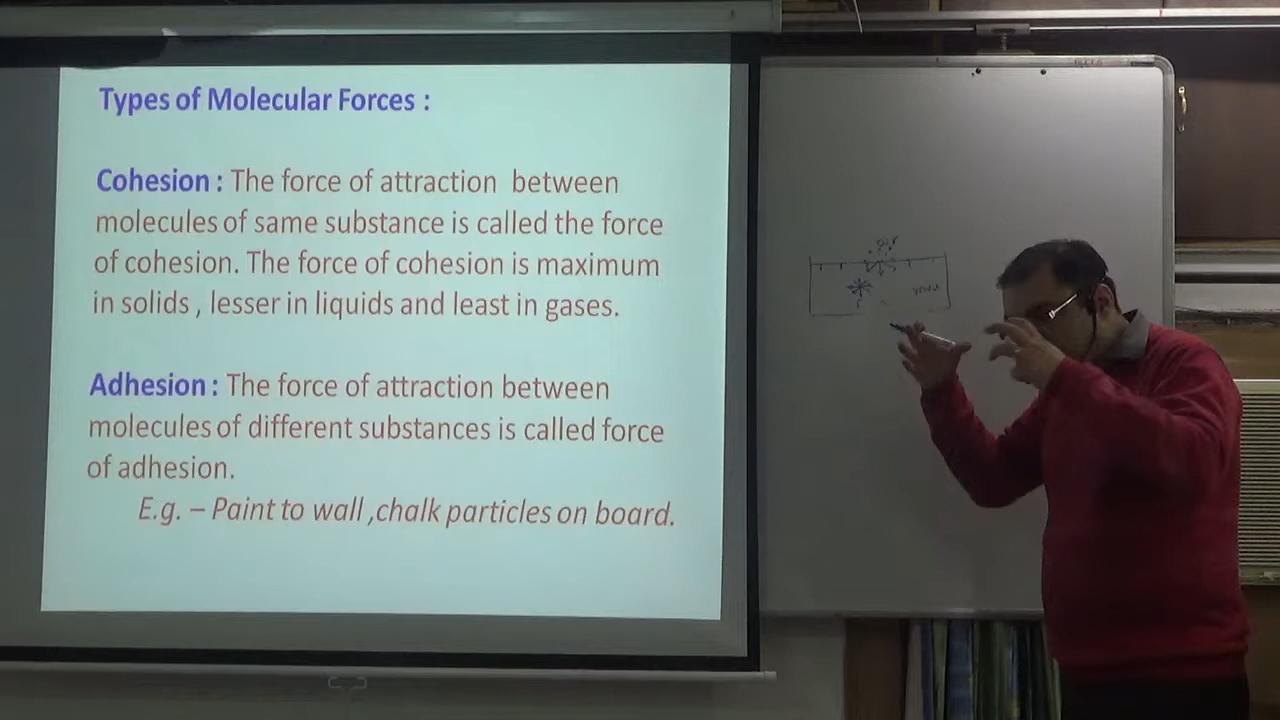 Types of Molecular Forces :
Cohesion : The force of attraction between
molecules of same substance is called the force
of cohesion. The force of cohesion is maximum
in solids , lesser in liquids and least in gases.
Adhesion : The force of attraction between
molecules of different substances is called force
of adhesion.
E.g. – Paint to wall ,chalk particles on board.
air